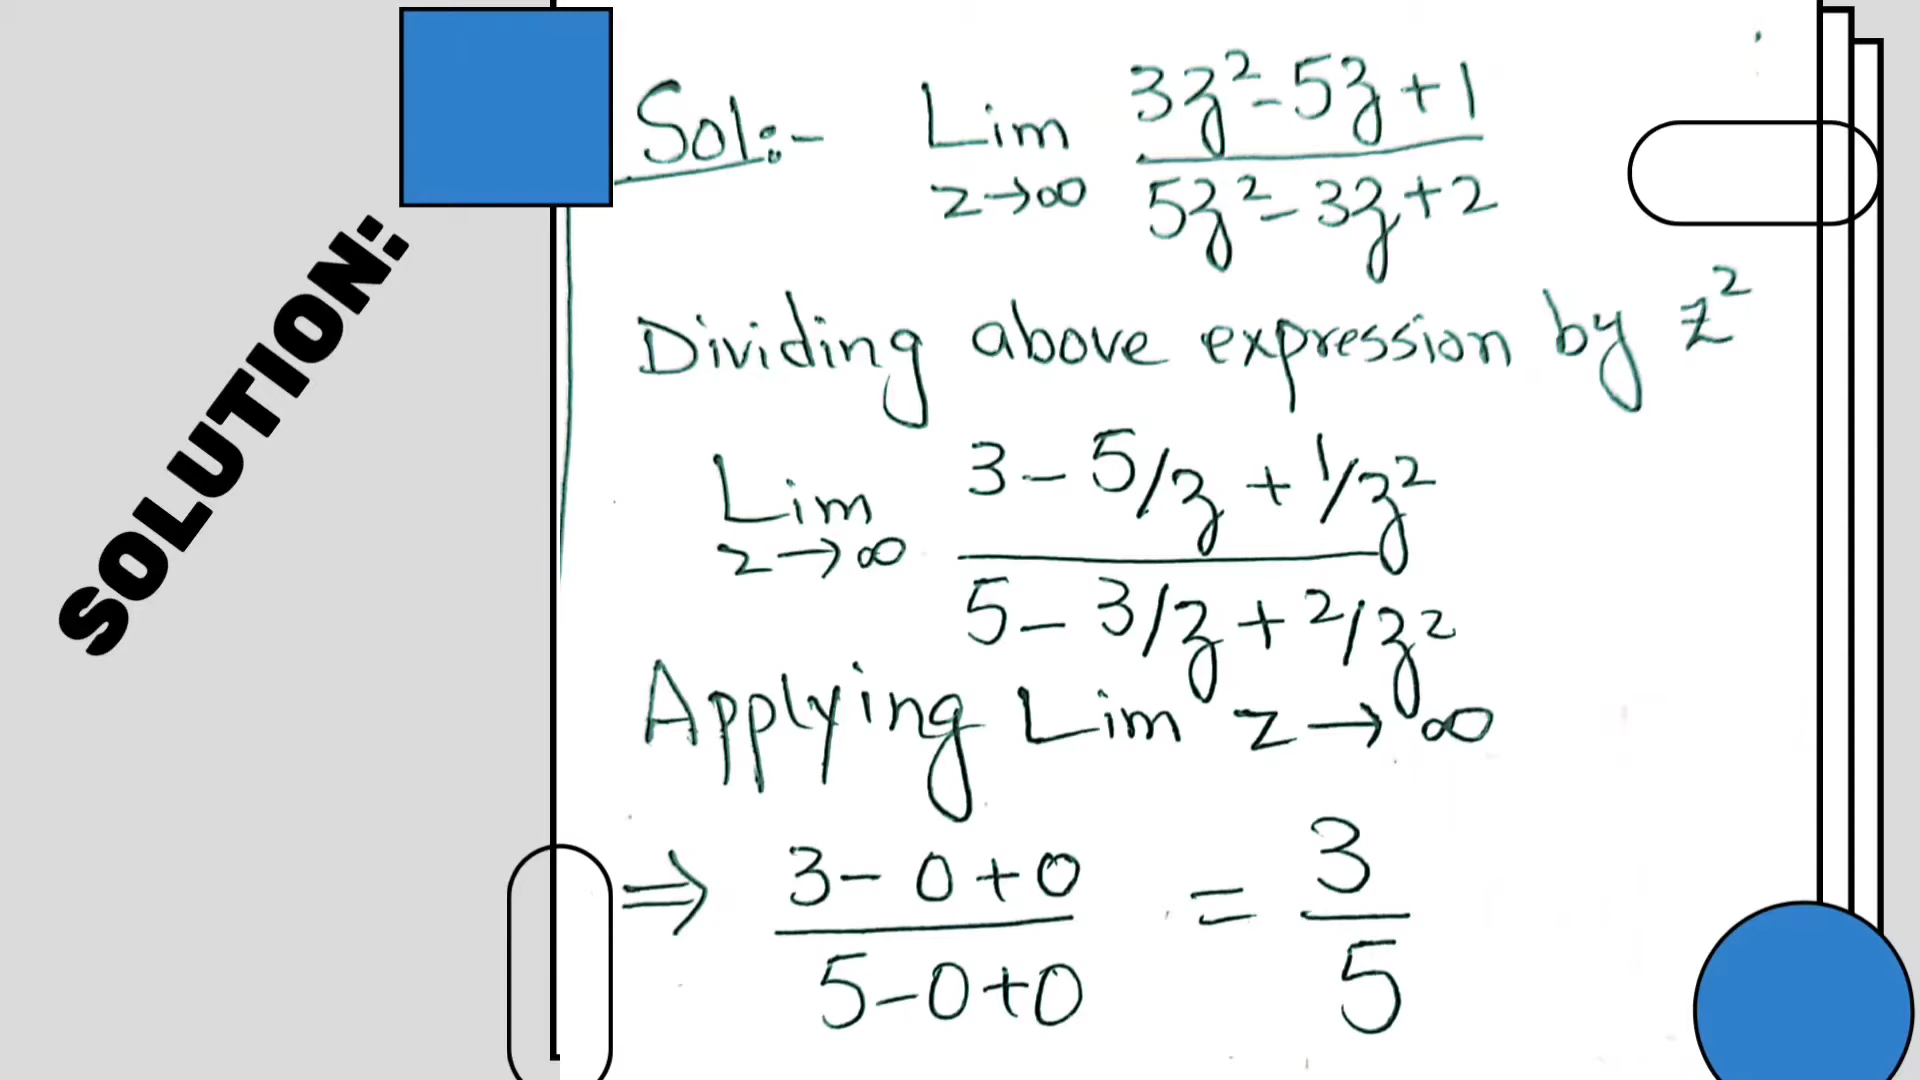 SOLUTION:
Sol:- Lim z→∞ (3z²-5z+1)/(5z²-3z+2)
Dividing above expression by z²
Lim z→∞ (3-5/z+1/z²)/(5-3/z+2/z²)
Applying Lim z→∞
⇒ (3-0+0)/(5-0+0) = 3/5